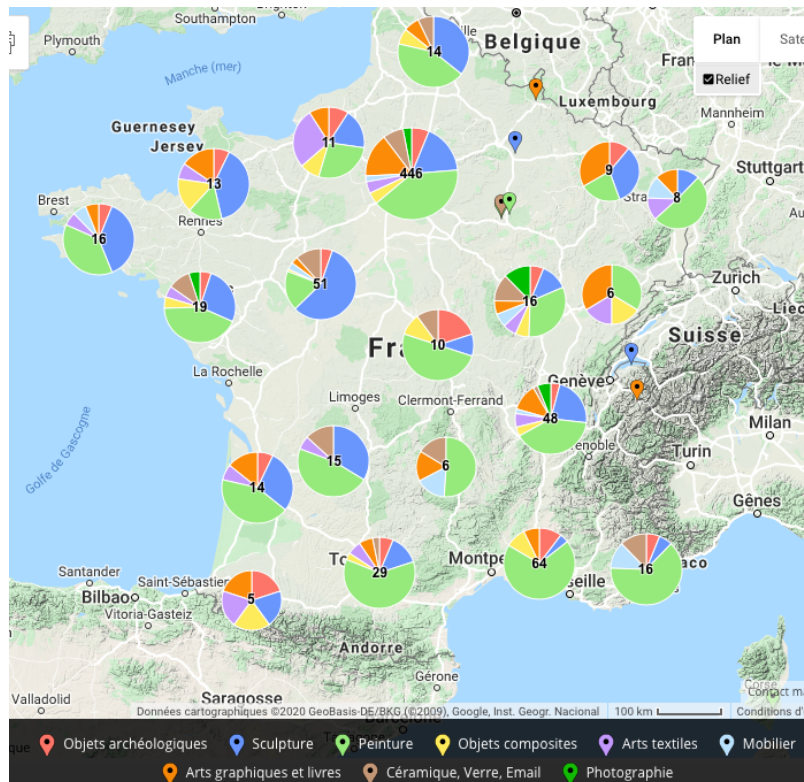 Brighton
Southampton
Plymouth
Lille
Belgique
Plan
Manche (mer)
Relief
Luxembourg
Mannheim
Guernesey
Jersey
Stuttgart
Brest
Rennes
14
11
446
13
9
8
16
Zurich
51
16
6
19
Suisse
10
La Rochelle
Genève
Limoges
Clermont-Ferrand
48
Milan
Golfe de Gascogne
Turin
15
6
14
Gênes
29
64
16
Santander
Saint-Sébastien
Bilbao
5
Vitoria-Gasteiz
Andorre
Gérone
Valladolid
Saragosse
Corse
Données cartographiques ©2020 GeoBasis-DE/BKG (©2009), Google, Inst. Geogr. Nacional
100 km
Barcelone
Objets archéologiques
Sculpture
Peinture
Objets composites
Arts textiles
Mobilier
Arts graphiques et livres
Céramique, Verre, Email
Photographie